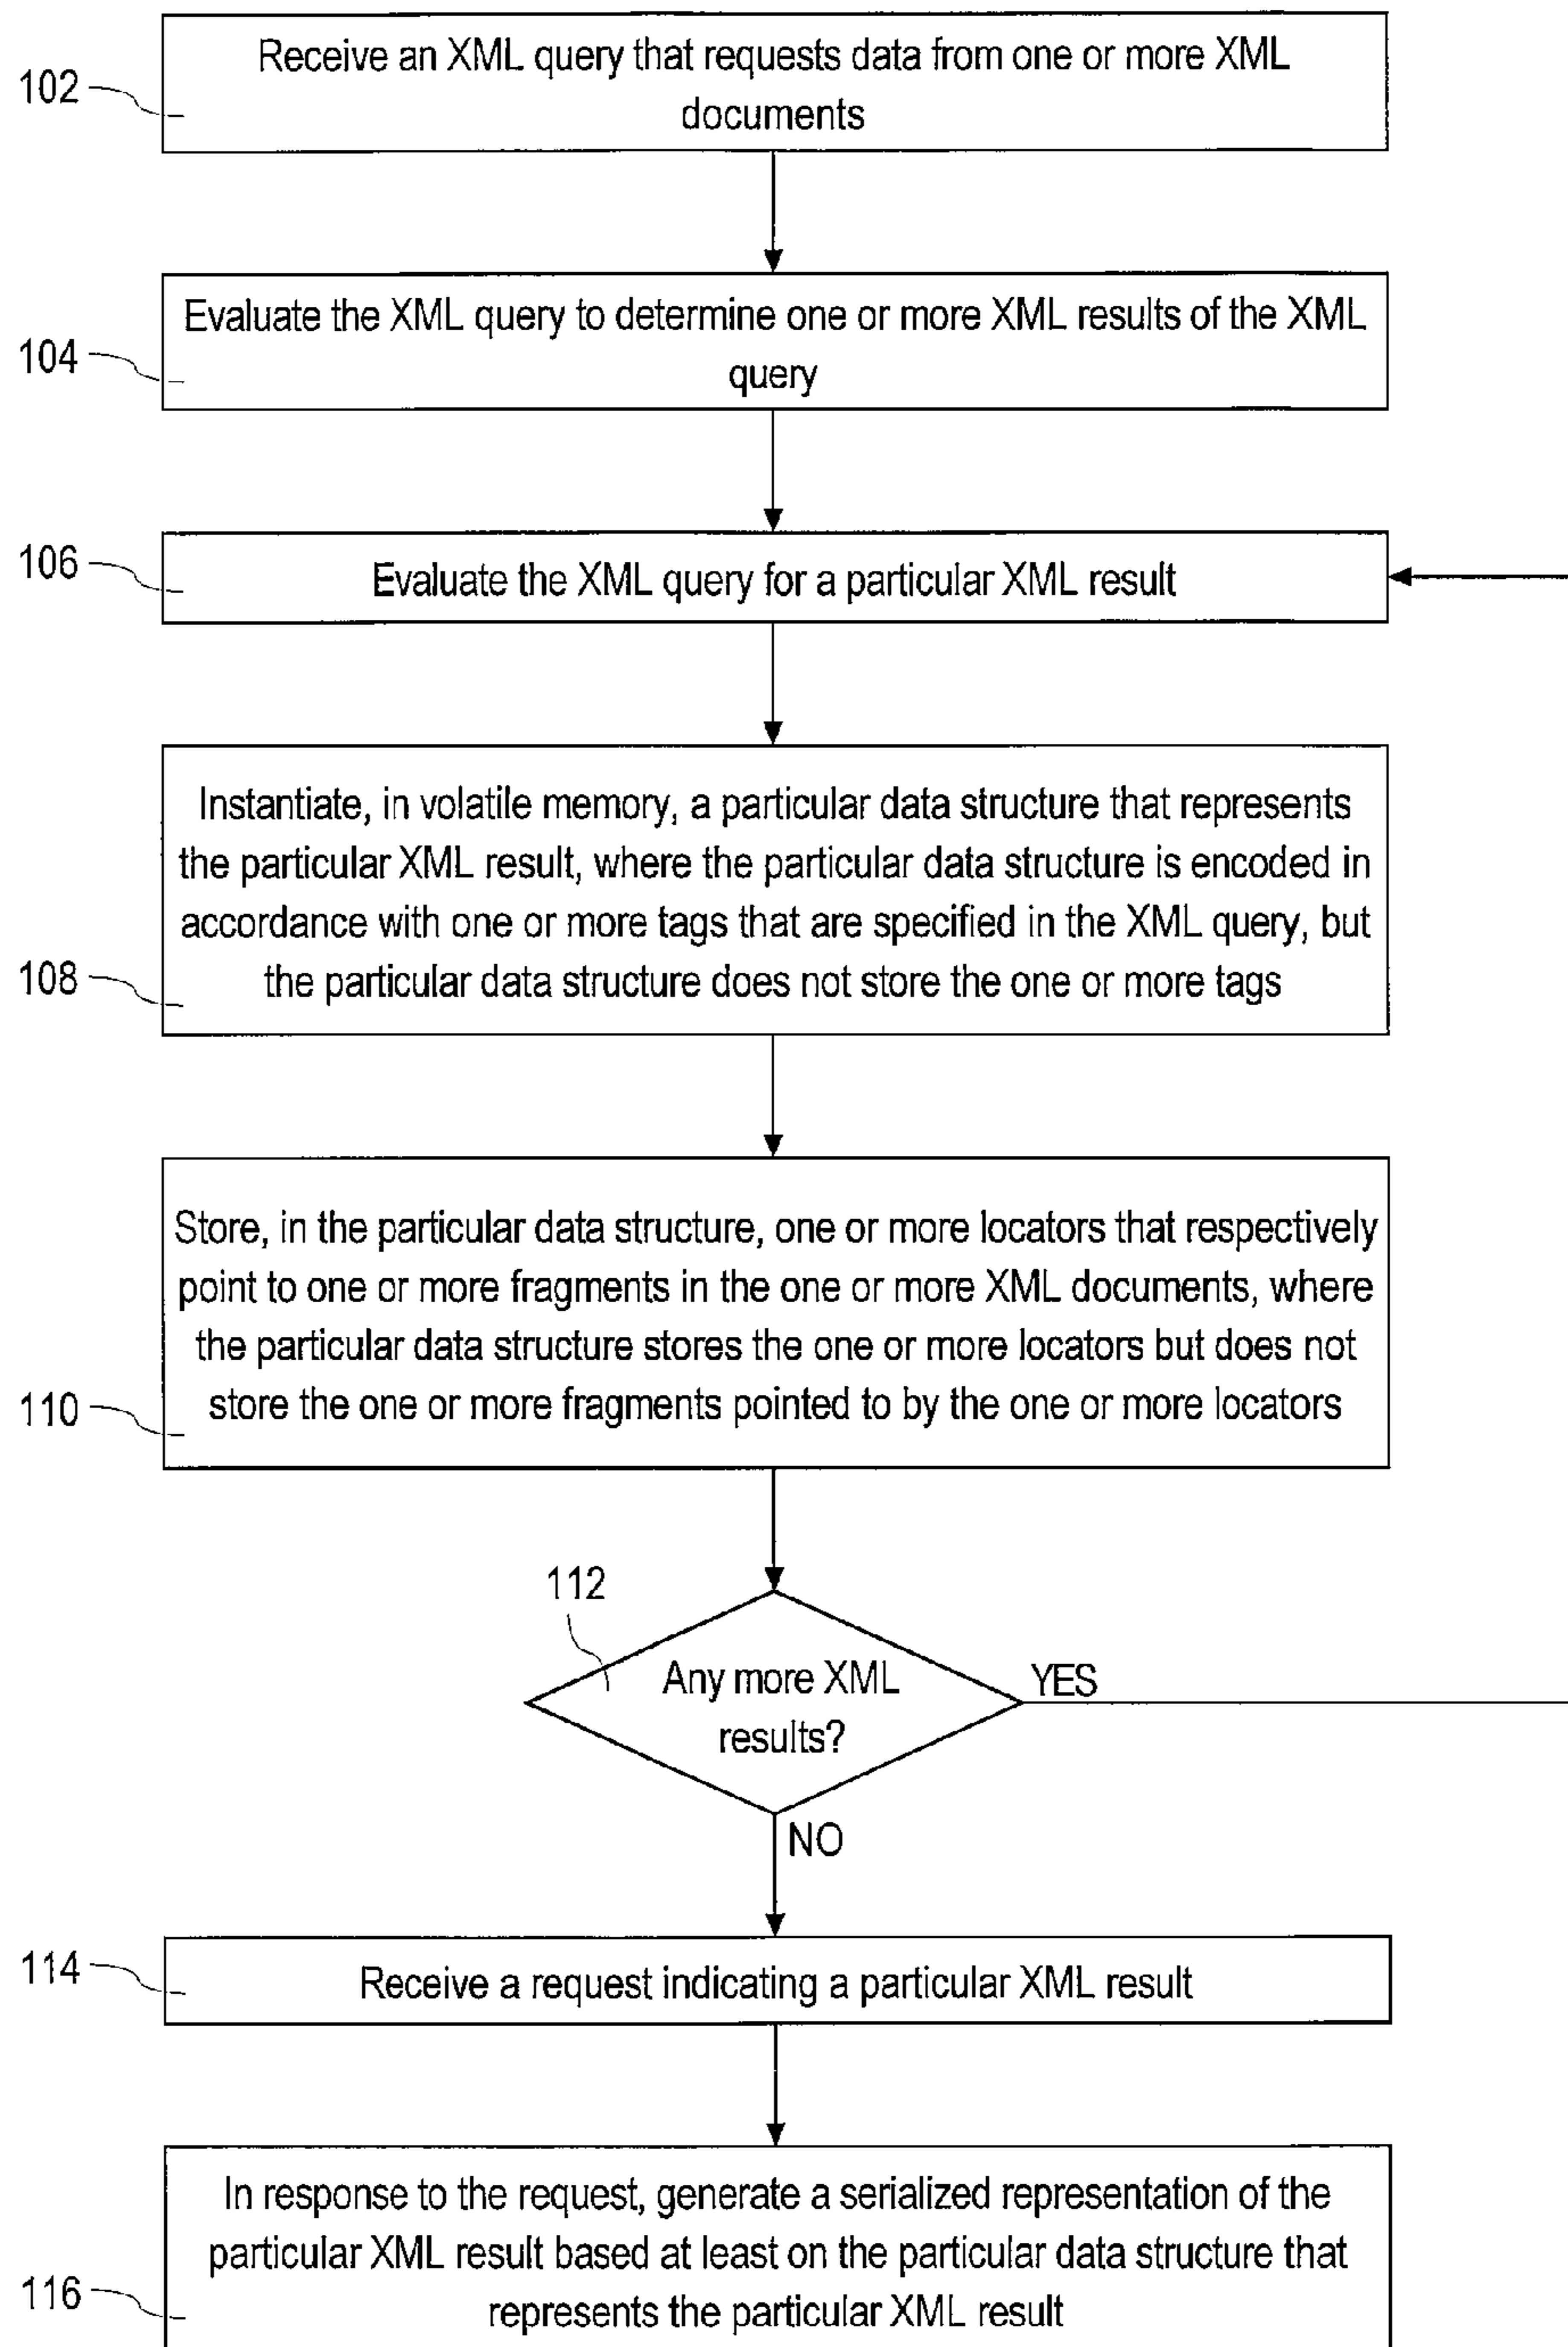 Receive an XML query that requests data from one or more XML
documents
102
Evaluate the XML query to determine one or more XML results of the XML
query
104
106
Evaluate the XML query for a particular XML result
Instantiate, in volatile memory, a particular data structure that represents
the particular XML result, where the particular data structure is encoded in
accordance with one or more tags that are specified in the XML query, but
the particular data structure does not store the one or more tags
108
Store, in the particular data structure, one or more locators that respectively
point to one or more fragments in the one or more XML documents, where
the particular data structure stores the one or more locators but does not
store the one or more fragments pointed to by the one or more locators
110
112
Any more XML
results?
YES
NO
114
Receive a request indicating a particular XML result
In response to the request, generate a serialized representation of the
particular XML result based at least on the particular data structure that
represents the particular XML result
116